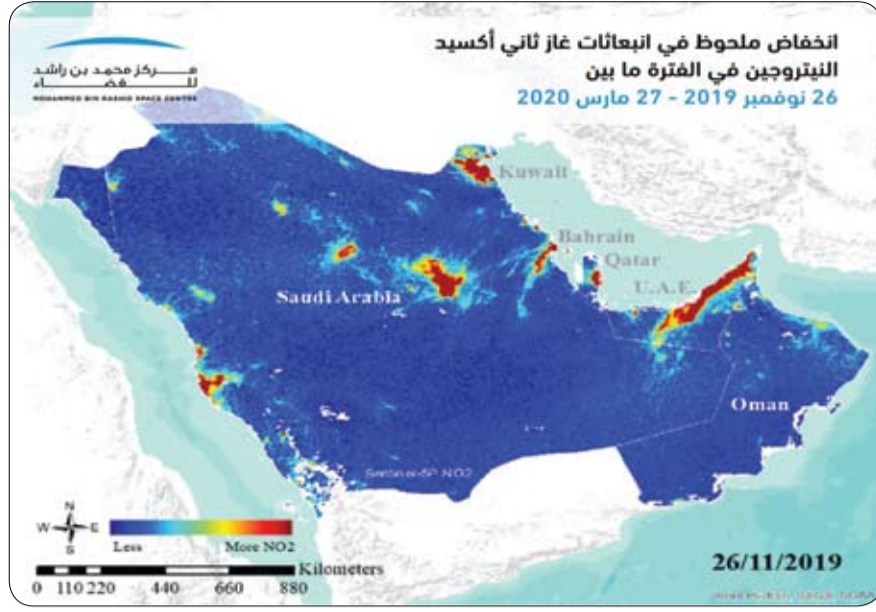 انخفاض ملحوظ في انبعاثات غاز ثاني أكسيد
النيتروجين في الفترة ما بين
26 نوفمبر 2019 - 27 مارس 2020
مركز محمد بن راشد
للفضاء
MOHAMMED BIN RASHID SPACE CENTRE
Kuwait
Bahrain
Qatar
U.A.E.
Saudi Arabia
Oman
Sentinel-5P NO2
N
W E
S
Less More NO2
Kilometers
0 110 220 440 660 880
26/11/2019